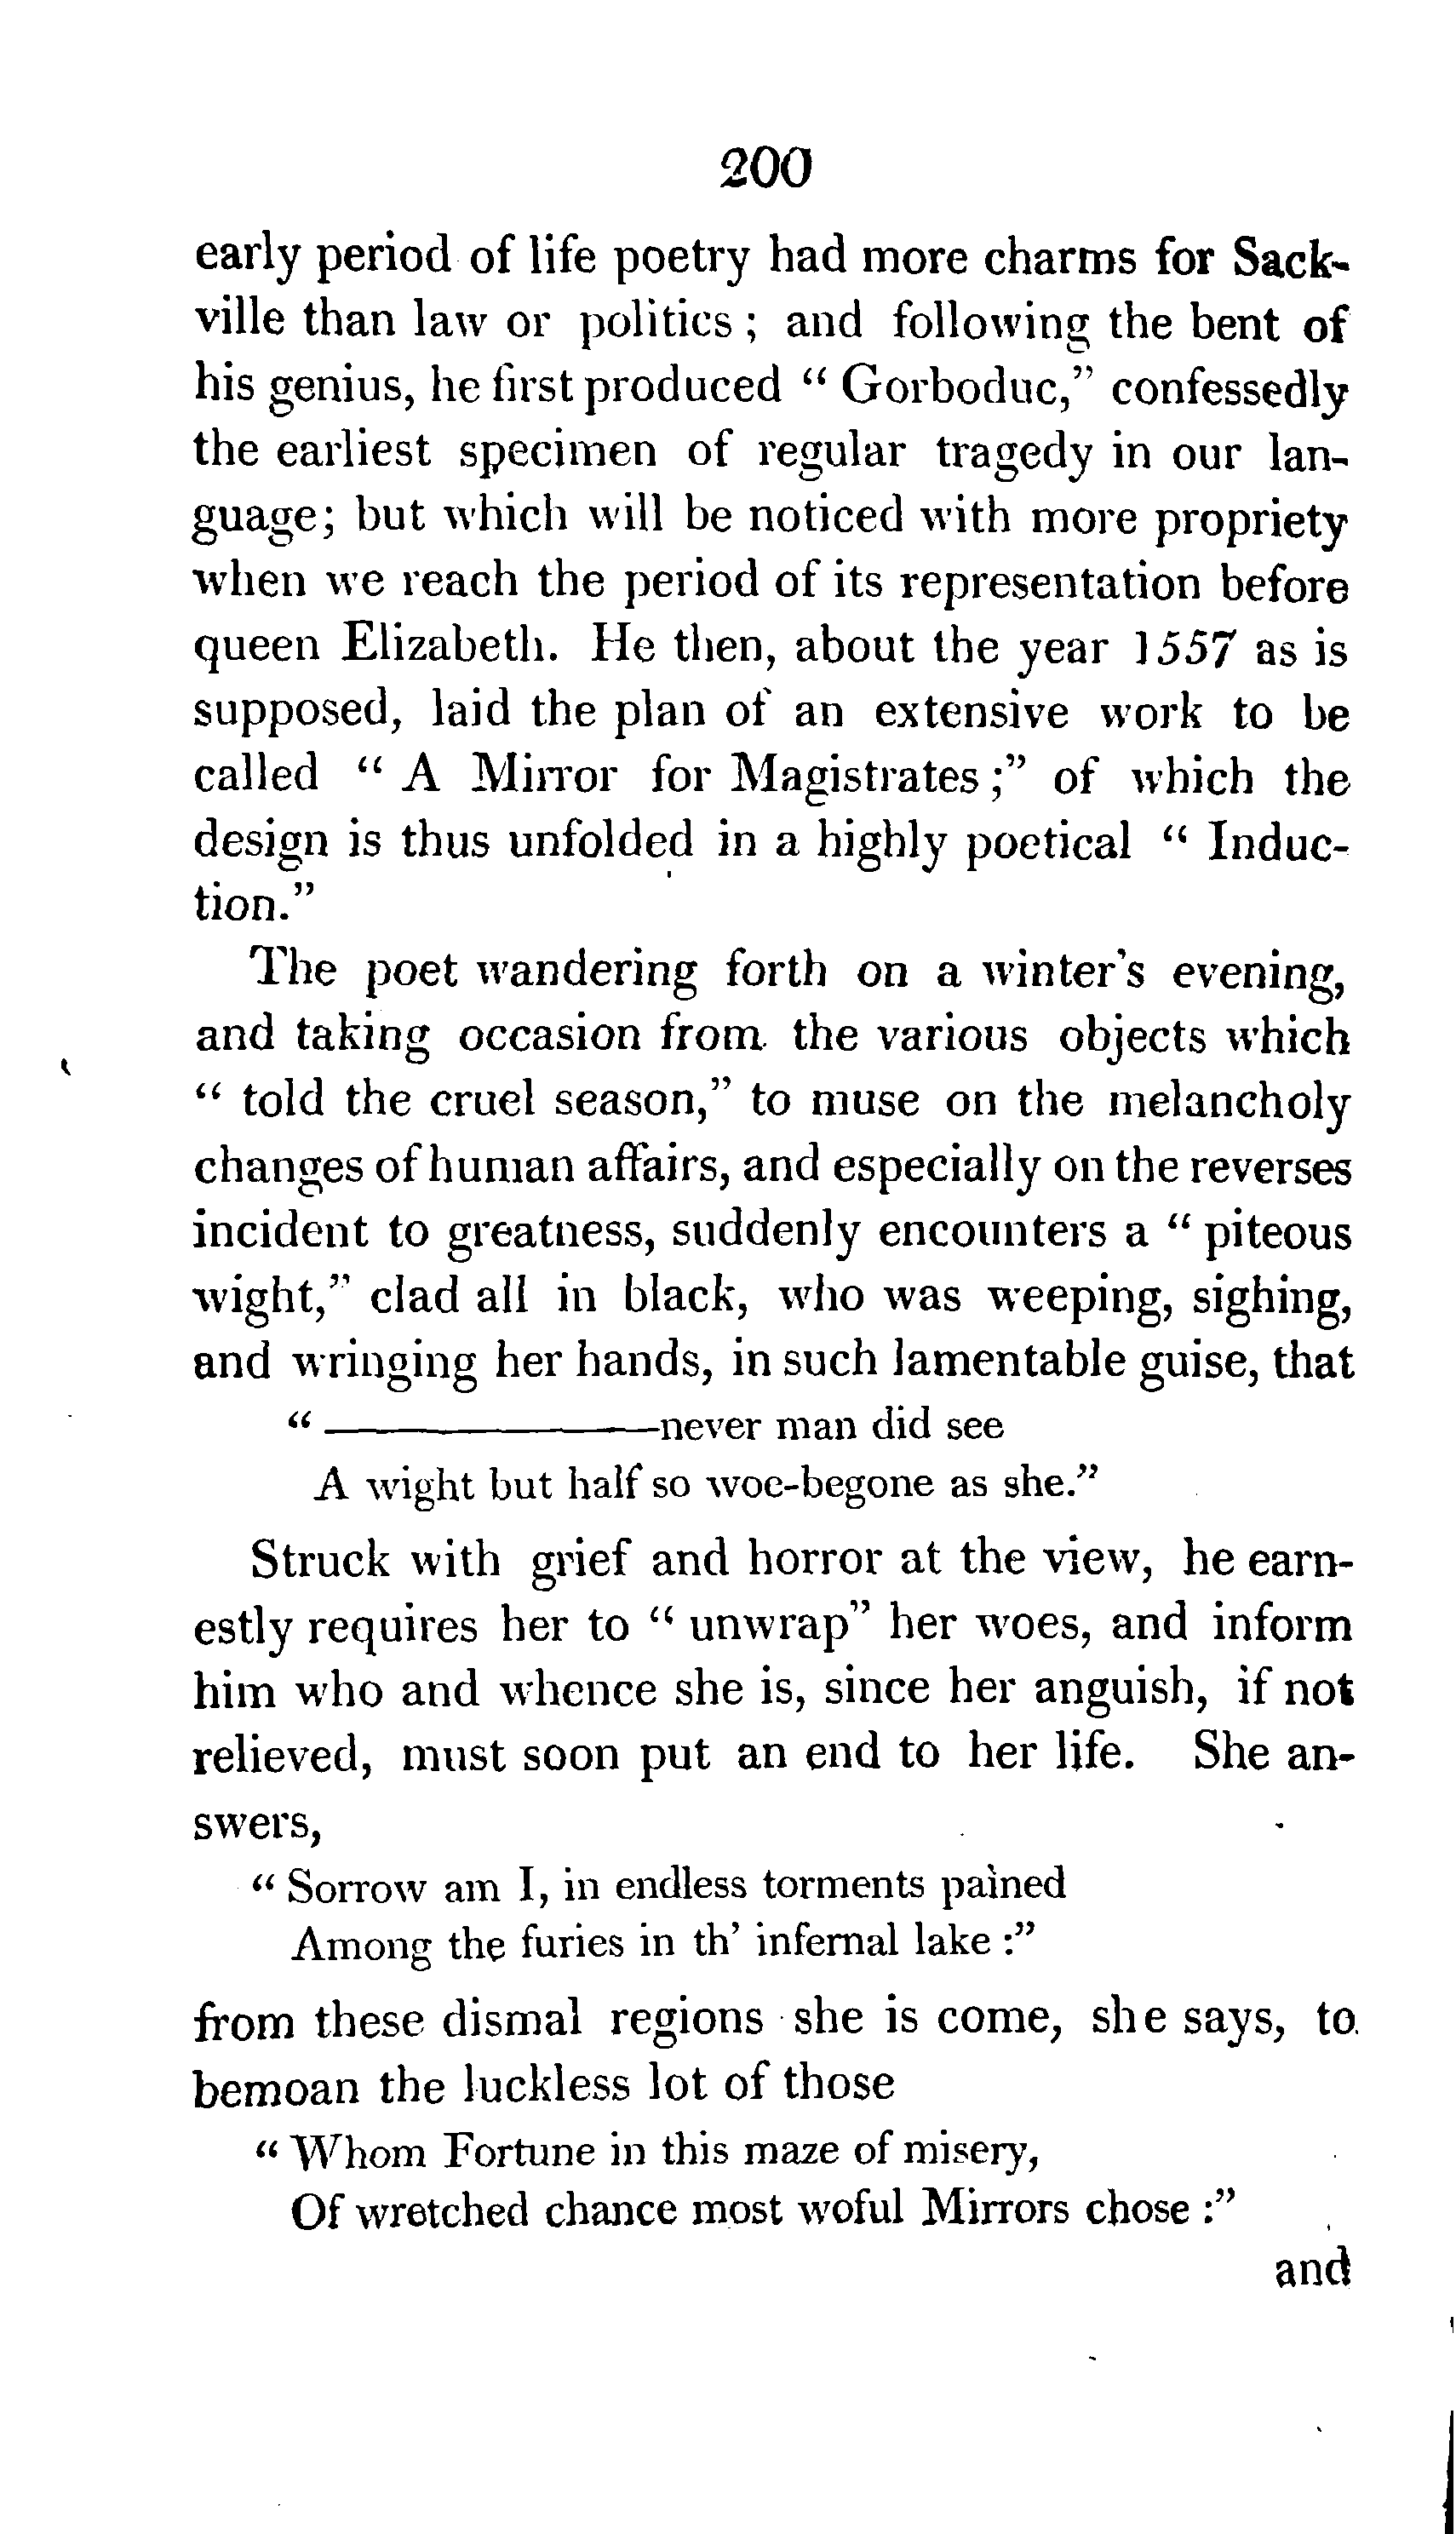 200
early period of life poetry had more charms for Sack-
ville than law or politics ; and following the bent of
his genius, he first produced “ Gorboduc,” confessedly
the earliest specimen of regular tragedy in our lan-
guage; but which will be noticed with more propriety
when we reach the period of its representation before
queen Elizabeth. He then, about the year 1557 as is
supposed, laid the plan of an extensive work to be
called “ A Mirror for Magistrates ;” of which the
design is thus unfolded in a highly poetical “ Induc-
tion.”
The poet wandering forth on a winter's evening,
and taking occasion from the various objects which
“ told the cruel season,” to muse on the melancholy
changes of human affairs, and especially on the reverses
incident to greatness, suddenly encounters a “ piteous
wight,” clad all in black, who was weeping, sighing,
and wringing her hands, in such lamentable guise, that
“ ——————never man did see
A wight but half so woe-begone as she.”
Struck with grief and horror at the view, he earn-
estly requires her to “ unwrap” her woes, and inform
him who and whence she is, since her anguish, if not
relieved, must soon put an end to her life. She an-
swers,
“ Sorrow am I, in endless torments pained
Among the furies in th’ infernal lake :”
from these dismal regions she is come, she says, to
bemoan the luckless lot of those
“ Whom Fortune in this maze of misery,
Of wretched chance most woful Mirrors chose :”
and